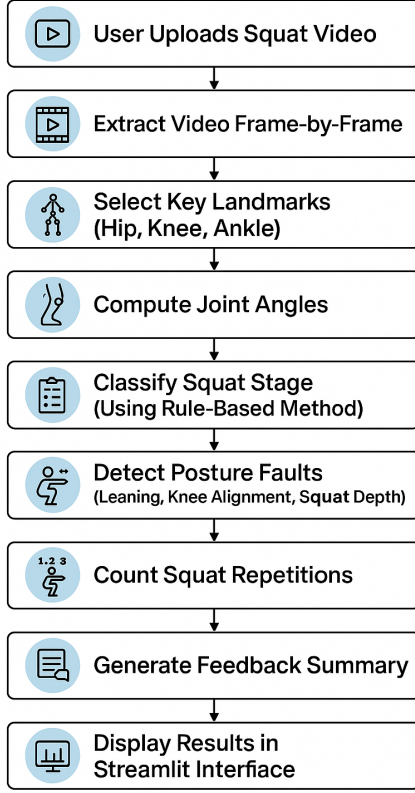 User Uploads Squat Video
Extract Video Frame-by-Frame
Select Key Landmarks
(Hip, Knee, Ankle)
Compute Joint Angles
Classify Squat Stage
(Using Rule-Based Method)
Detect Posture Faults
(Leaning, Knee Alignment, Squat Depth)
1.2 3
Count Squat Repetitions
Generate Feedback Summary
Display Results in
Streamlit Interfiace